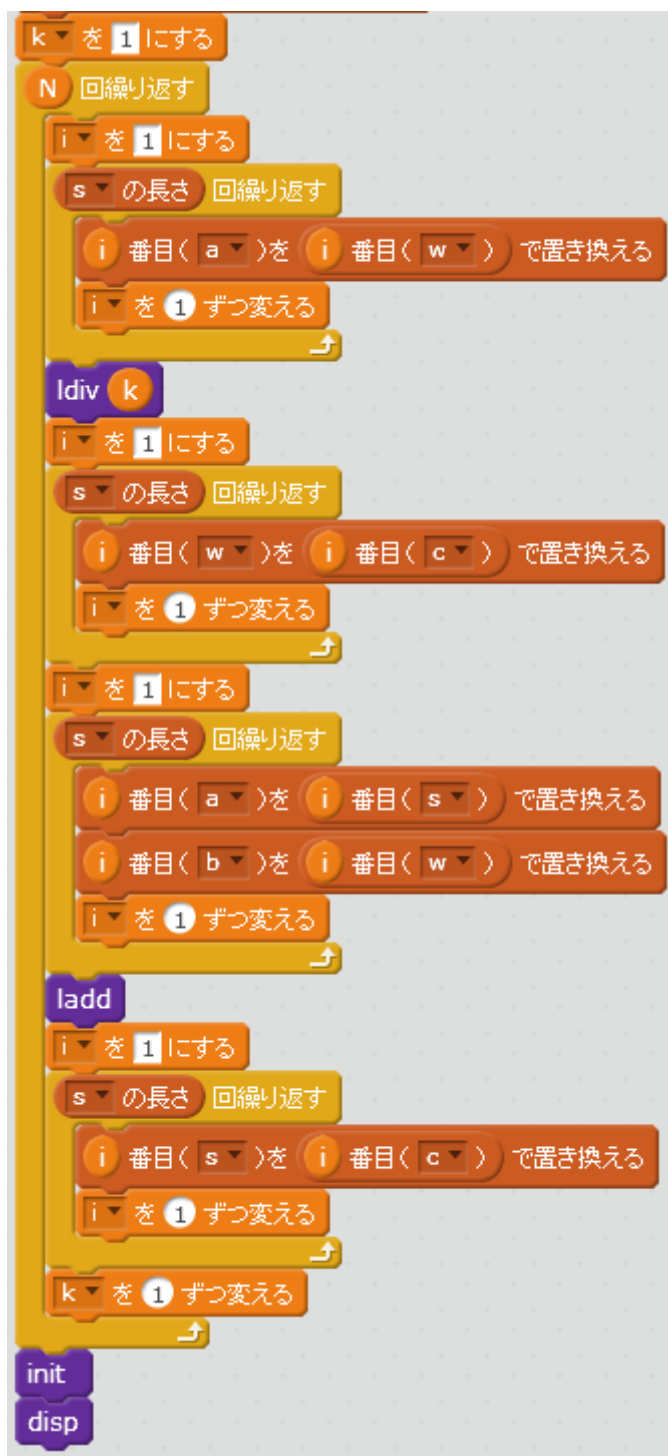 k ▼ を 1 にする
N 回繰り返す
i ▼ を 1 にする
s ▼ の長さ 回繰り返す
i 番目( a ▼ )を i 番目( w ▼ ) で置き換える
i ▼ を 1 ずつ変える
ldiv k
i ▼ を 1 にする
s ▼ の長さ 回繰り返す
i 番目( w ▼ )を i 番目( c ▼ ) で置き換える
i ▼ を 1 ずつ変える
i ▼ を 1 にする
s ▼ の長さ 回繰り返す
i 番目( a ▼ )を i 番目( s ▼ ) で置き換える
i 番目( b ▼ )を i 番目( w ▼ ) で置き換える
i ▼ を 1 ずつ変える
ladd
i ▼ を 1 にする
s ▼ の長さ 回繰り返す
i 番目( s ▼ )を i 番目( c ▼ ) で置き換える
i ▼ を 1 ずつ変える
k ▼ を 1 ずつ変える
init
disp